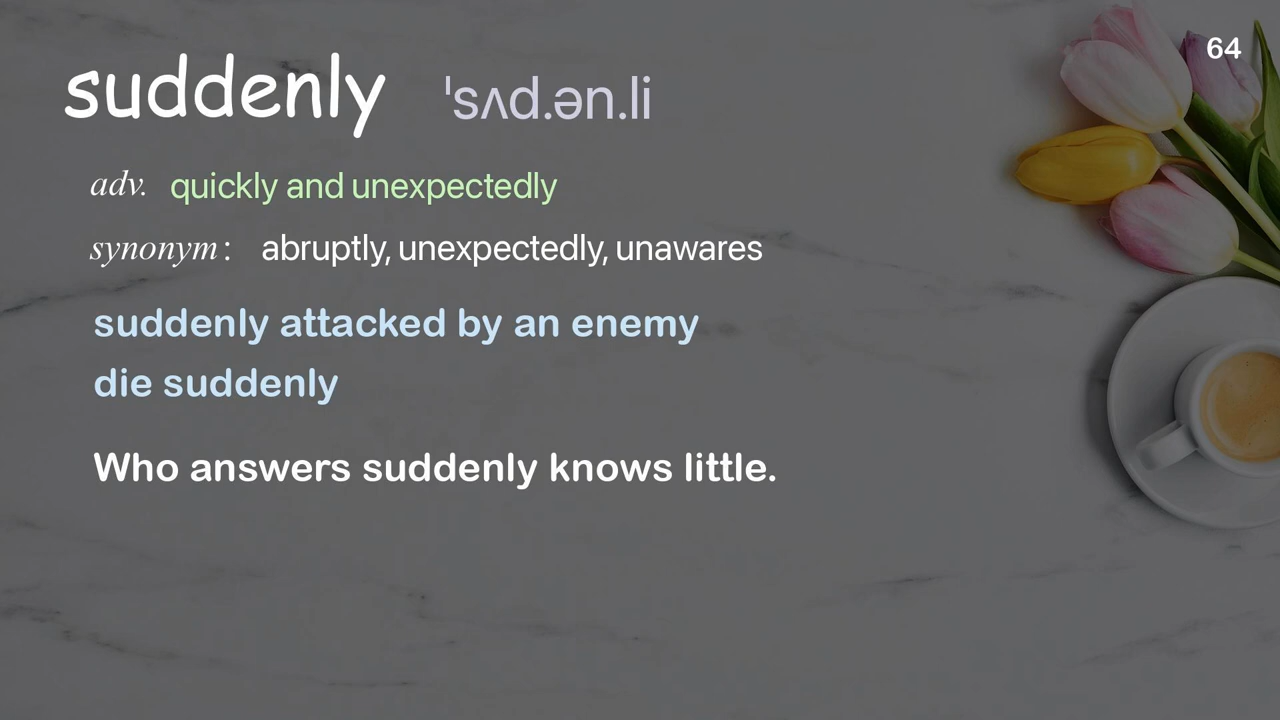 64
suddenly ˈsʌd.ən.li
adv. quickly and unexpectedly
synonym: abruptly, unexpectedly, unawares
suddenly attacked by an enemy
die suddenly
Who answers suddenly knows little.